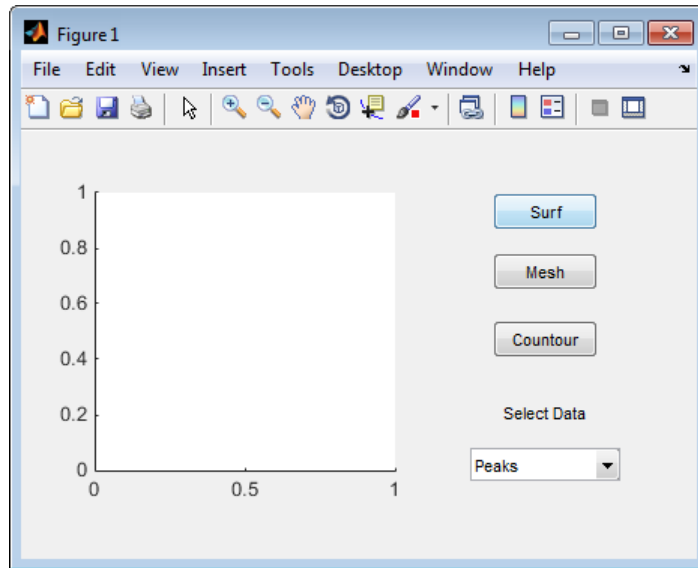 Figure 1
File Edit View Insert Tools Desktop Window Help
1
0.8
0.6
0.4
0.2
0
0 0.5 1
Surf
Mesh
Countour
Select Data
Peaks